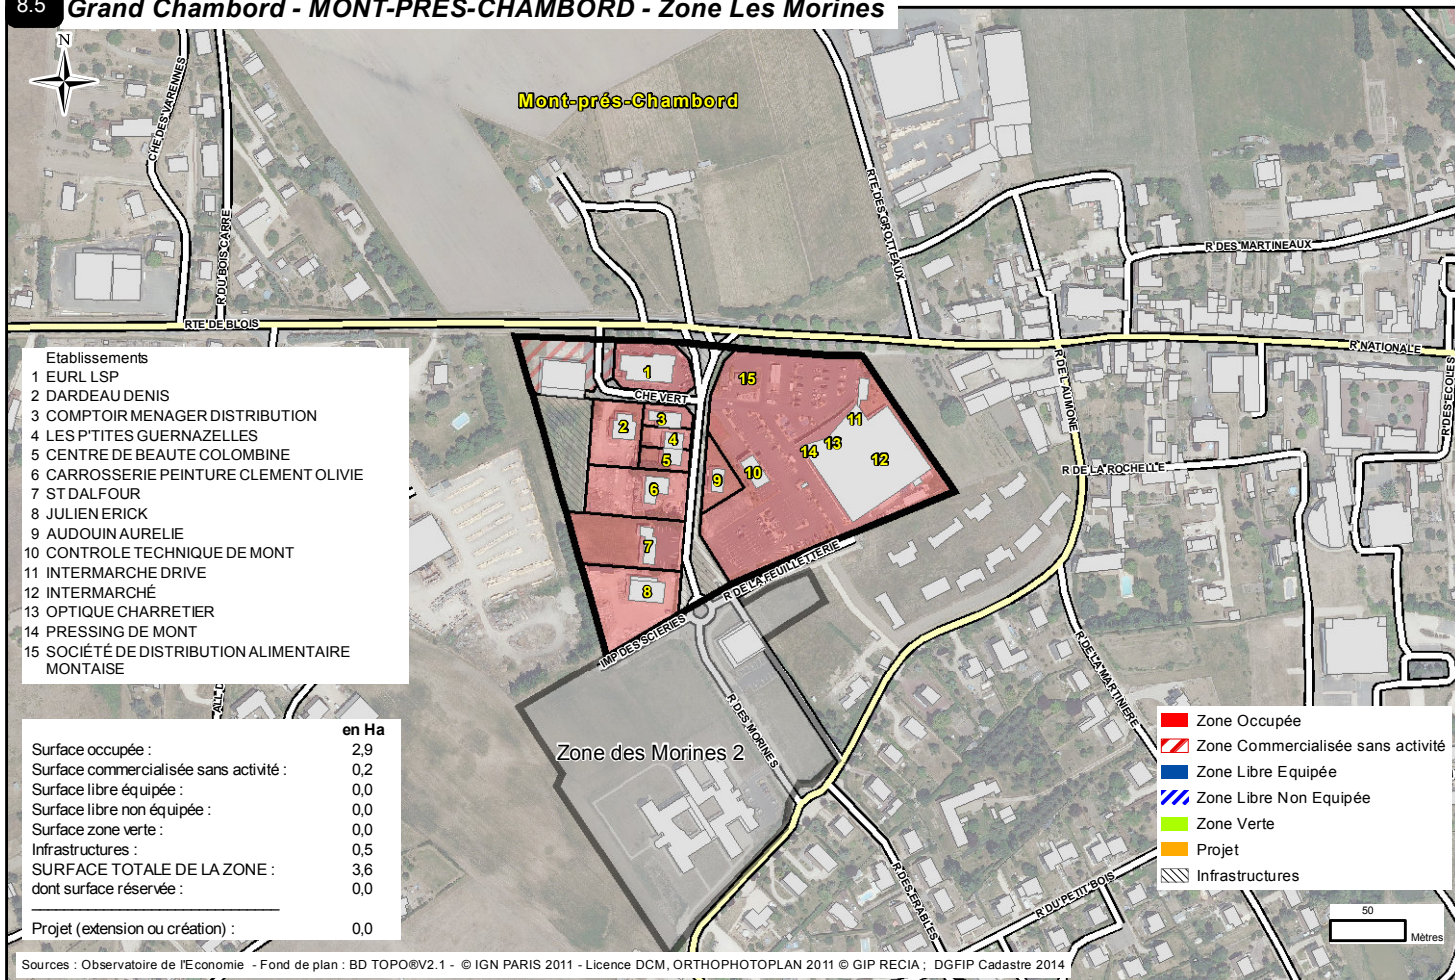 8.5 Grand Chambord - MONT-PRES-CHAMBORD - Zone Les Morines
N
Mont-prés-Chambord
CHE DES VARENNES
R DU BOIS CARRE
RTE DES GROTTEAUX
R DES MARTINEAUX
RTE DE BLOIS
R NATIONALE
R DES ECOLES
R DE L'AUMONE
R DE LA ROCHELLE
CHE VERT
1
2
3
4
5
6
7
8
9
10
11
12
13
14
15
Etablissements
1 EURL LSP
2 DARDEAU DENIS
3 COMPTOIR MENAGER DISTRIBUTION
4 LES P'TITES GUERNAZELLES
5 CENTRE DE BEAUTE COLOMBINE
6 CARROSSERIE PEINTURE CLEMENT OLIVIE
7 ST DALFOUR
8 JULIEN ERICK
9 AUDOUIN AURELIE
10 CONTROLE TECHNIQUE DE MONT
11 INTERMARCHE DRIVE
12 INTERMARCHÉ
13 OPTIQUE CHARRETIER
14 PRESSING DE MONT
15 SOCIÉTÉ DE DISTRIBUTION ALIMENTAIRE
MONTAISE
R DE LA FEUILLETTERIE
IMP DES SCIERIES
R DES MORINES
R DE LA MARTINIERE
ALL D
Zone des Morines 2
R DES ERABLES
R DU PETIT BOIS
en Ha
Surface occupée : 2,9
Surface commercialisée sans activité : 0,2
Surface libre équipée : 0,0
Surface libre non équipée : 0,0
Surface zone verte : 0,0
Infrastructures : 0,5
SURFACE TOTALE DE LA ZONE : 3,6
dont surface réservée : 0,0
Projet (extension ou création) : 0,0
Zone Occupée
Zone Commercialisée sans activité
Zone Libre Equipée
Zone Libre Non Equipée
Zone Verte
Projet
Infrastructures
50
Mètres
Sources : Observatoire de l'Economie - Fond de plan : BD TOPO®V2.1 - © IGN PARIS 2011 - Licence DCM, ORTHOPHOTOPLAN 2011 © GIP RECIA ; DGFIP Cadastre 2014